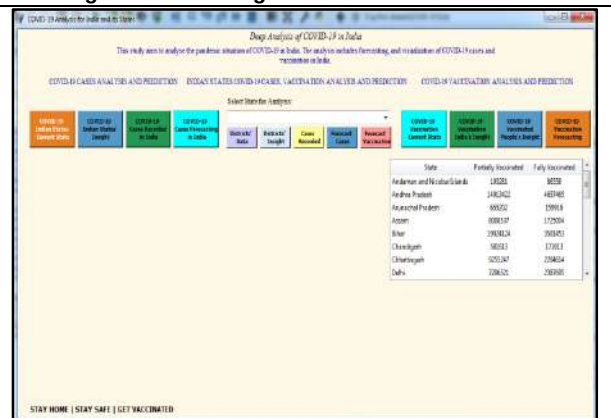 COVID-19 Analysis for India and its States
Deep Analysis of COVID-19 in India
This study aims to analyse the pandemic situation of COVID-19 in India. The analysis includes forecasting, and visualization of COVID-19 cases and
vaccination in India.
COVID-19 CASES ANALYSIS AND PREDICTION
INDIAN STATES COVID-19 CASES, VACCINATION ANALYSIS AND PREDICTION
COVID-19 VACCINATION ANALYSIS AND PREDICTION
Select State for Analysis:
COVID-19
Indian States
Current Stats
COVID-19
Indian States'
Insight
COVID-19
Cases Recorded
in India
COVID-19
Cases Forecasting
in India
Districts'
Data
Districts'
Insight
Cases
Recorded
Forecast
Cases
Forecast
Vaccination
COVID-19
Vaccination
Current Stats
COVID-19
Vaccination
India's Insight
COVID-19
Vaccinated
People's Insight
COVID-19
Vaccination
Forecasting
State Partially Vaccinated Fully Vaccinated
Andaman and Nicobar Islands
Andhra Pradesh
Arunachal Pradesh
Assam
Bihar
Chandigarh
Chhattisgarh
Delhi
STAY HOME | STAY SAFE | GET VACCINATED